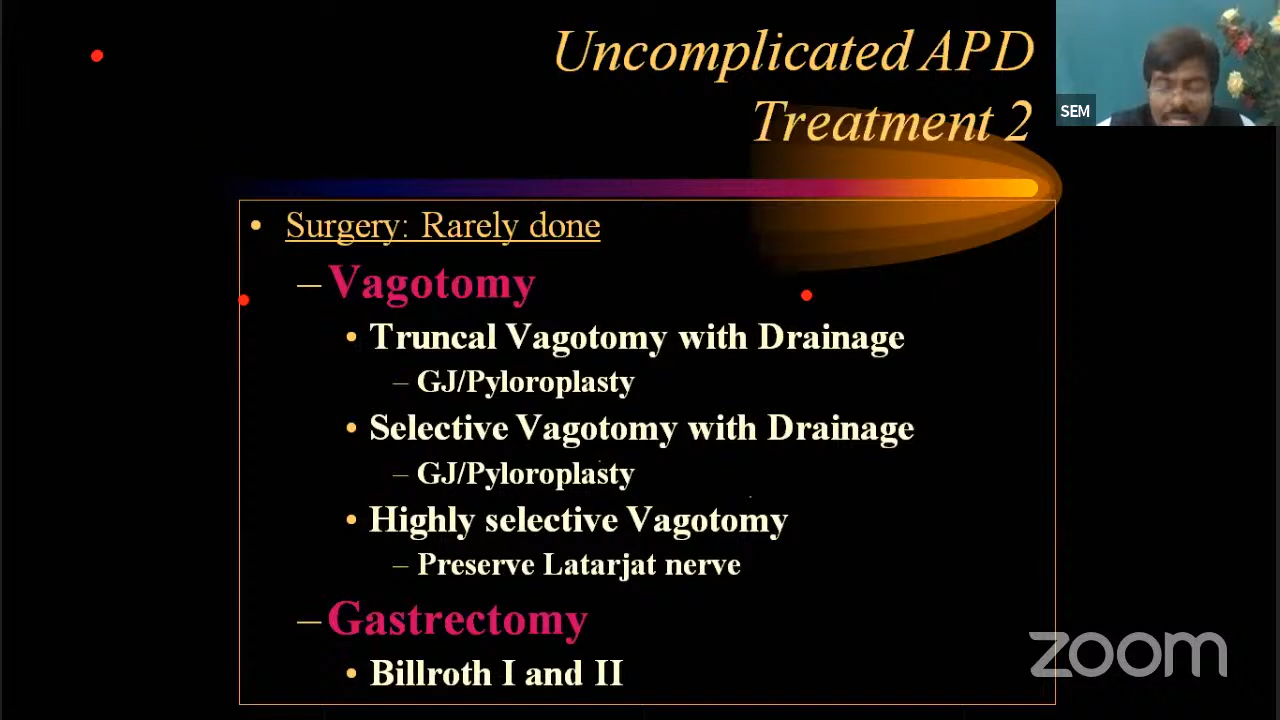 Uncomplicated APD
Treatment 2
SEM
• Surgery: Rarely done
– Vagotomy
• Truncal Vagotomy with Drainage
– GJ/Pyloroplasty
• Selective Vagotomy with Drainage
– GJ/Pyloroplasty
• Highly selective Vagotomy
– Preserve Latarjat nerve
– Gastrectomy
• Billroth I and II
zoom